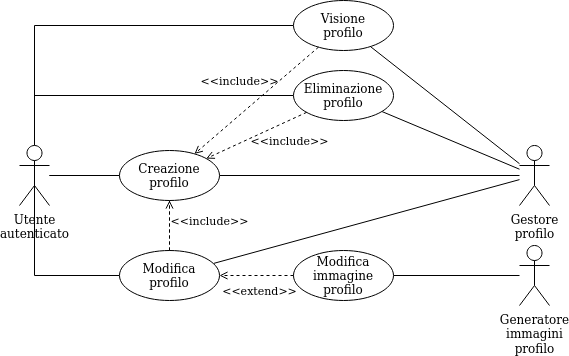 Visione
profilo
<<include>>
Eliminazione
profilo
<<include>>
Creazione
profilo
Utente
autenticato
Gestore
profilo
<<include>>
Modifica
profilo
Modifica
immagine
profilo
<<extend>>
Generatore
immagini
profilo